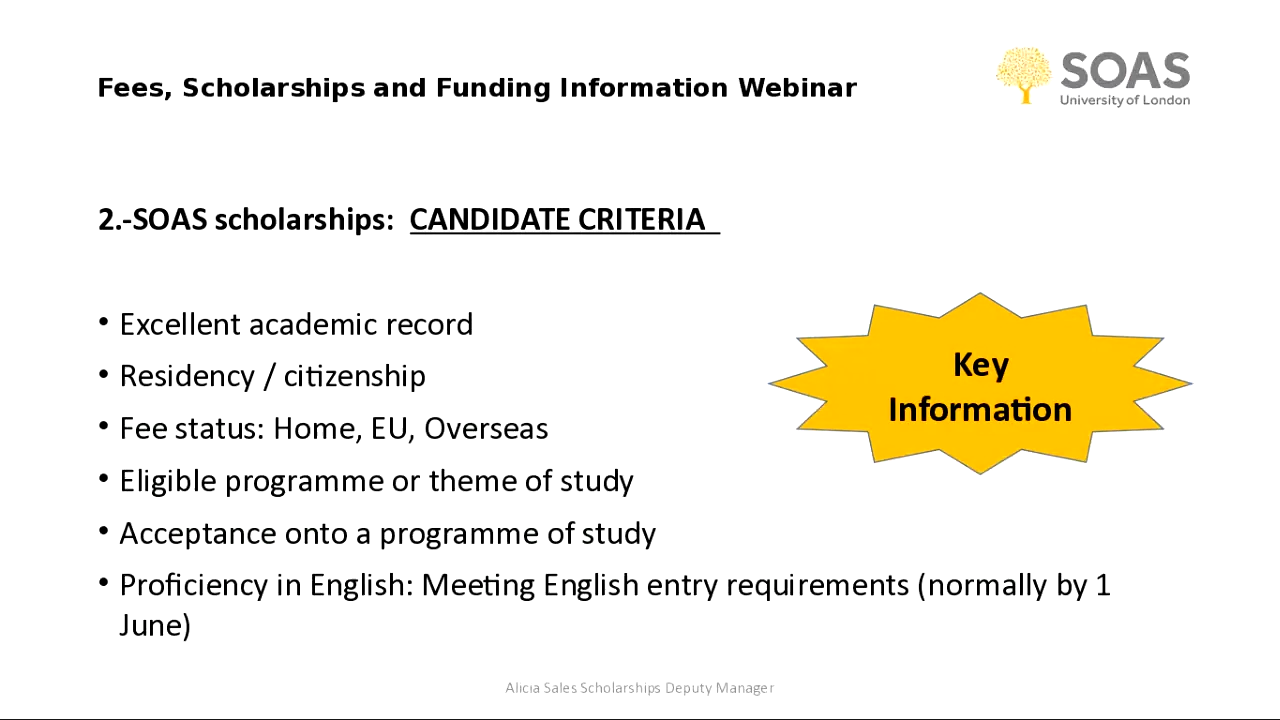 Fees, Scholarships and Funding Information Webinar
SOAS
University of London
2.-SOAS scholarships: CANDIDATE CRITERIA
• Excellent academic record
• Residency / citizenship
• Fee status: Home, EU, Overseas
• Eligible programme or theme of study
• Acceptance onto a programme of study
• Proficiency in English: Meeting English entry requirements (normally by 1
June)
Key
Information
Alicia Sales Scholarships Deputy Manager